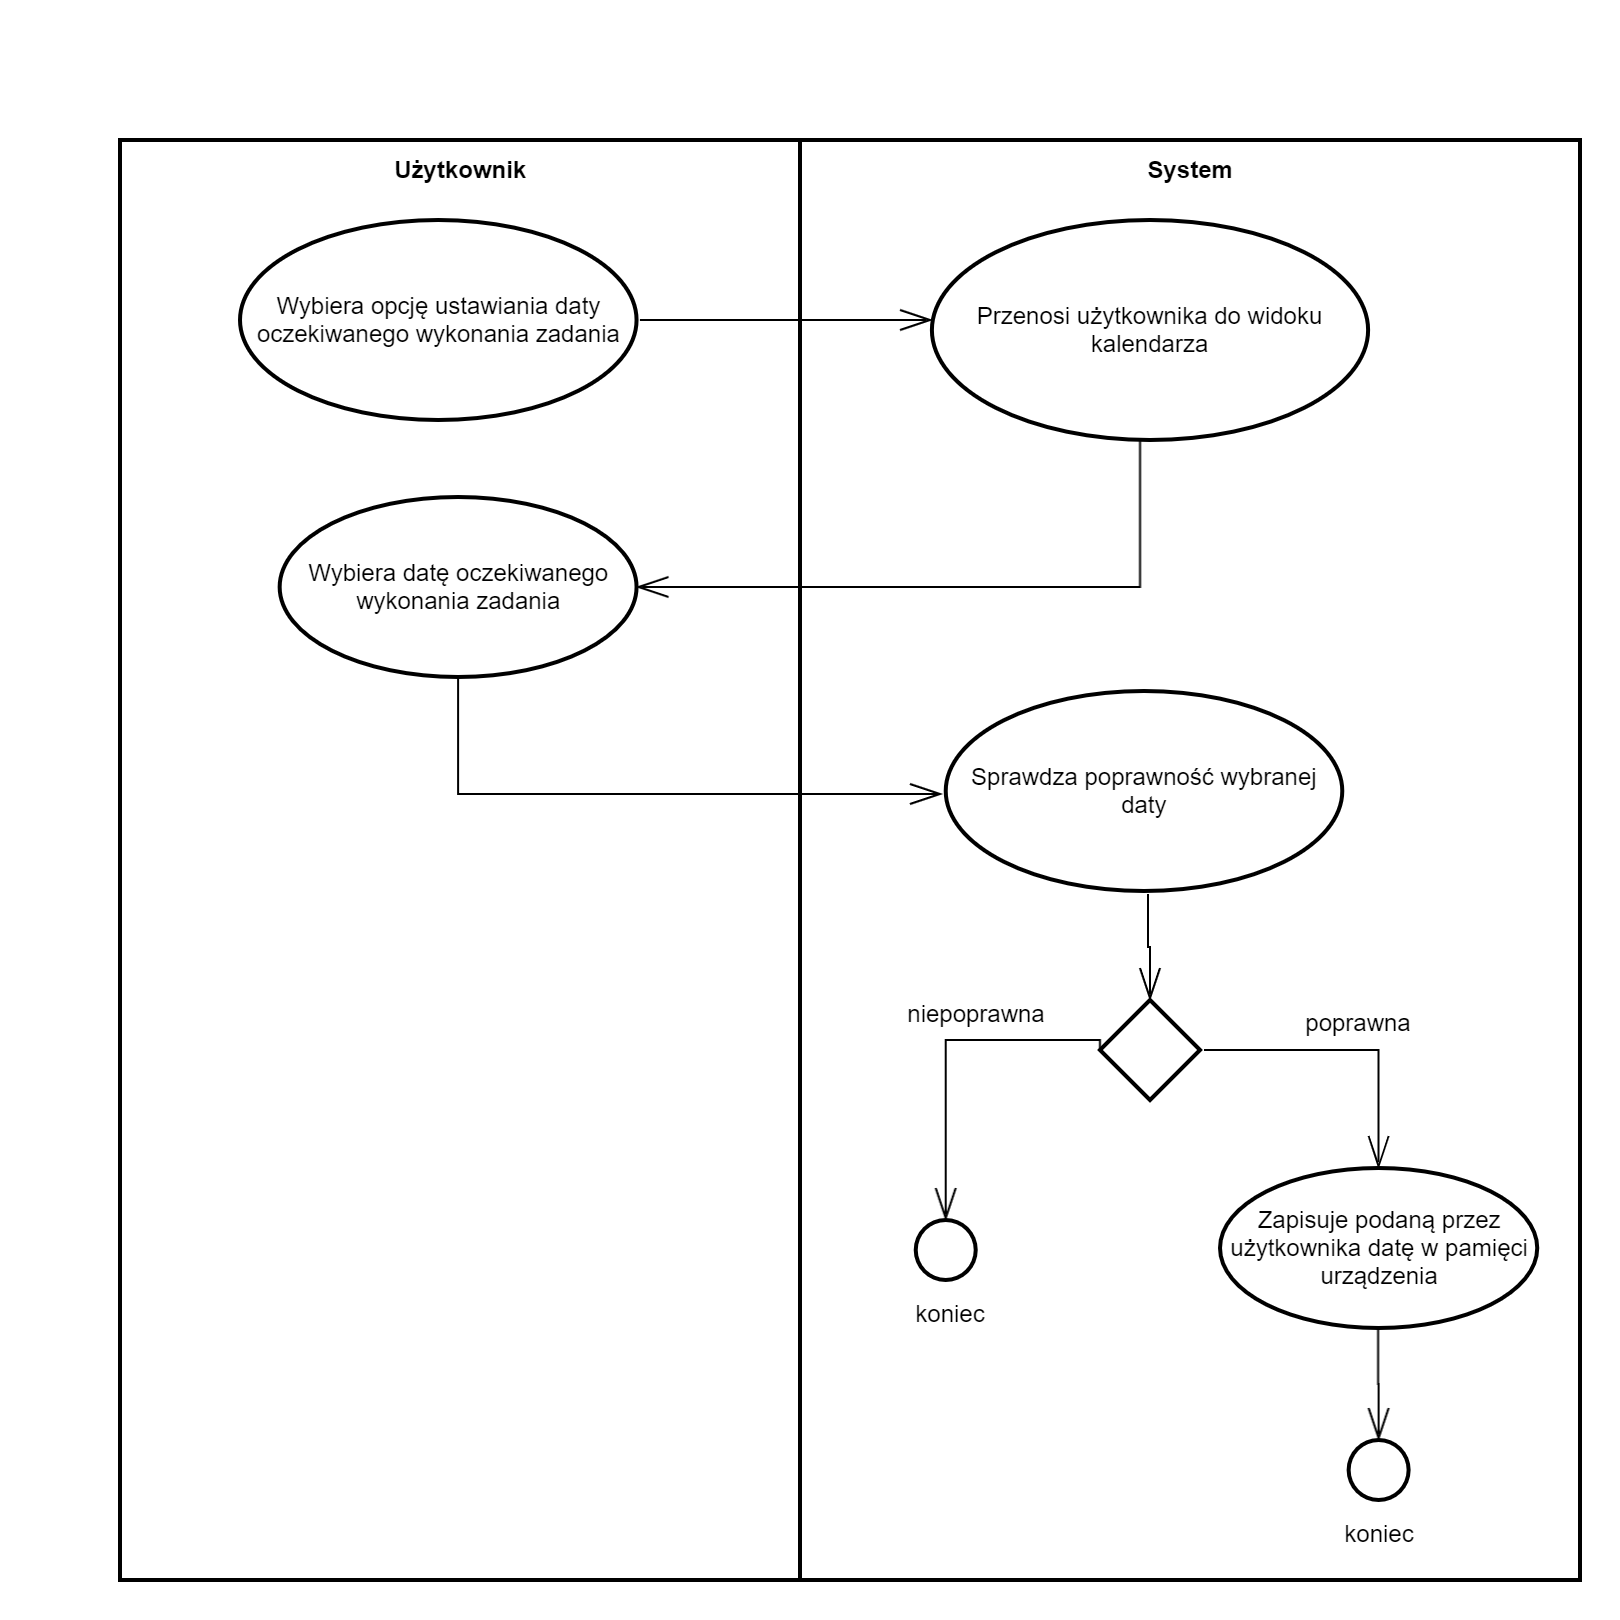 Użytkownik
System
Wybiera opcję ustawiania daty
oczekiwanego wykonania zadania
Przenosi użytkownika do widoku
kalendarza
Wybiera datę oczekiwanego
wykonania zadania
Sprawdza poprawność wybranej
daty
niepoprawna
poprawna
Zapisuje podaną przez
użytkownika datę w pamięci
urządzenia
koniec
koniec